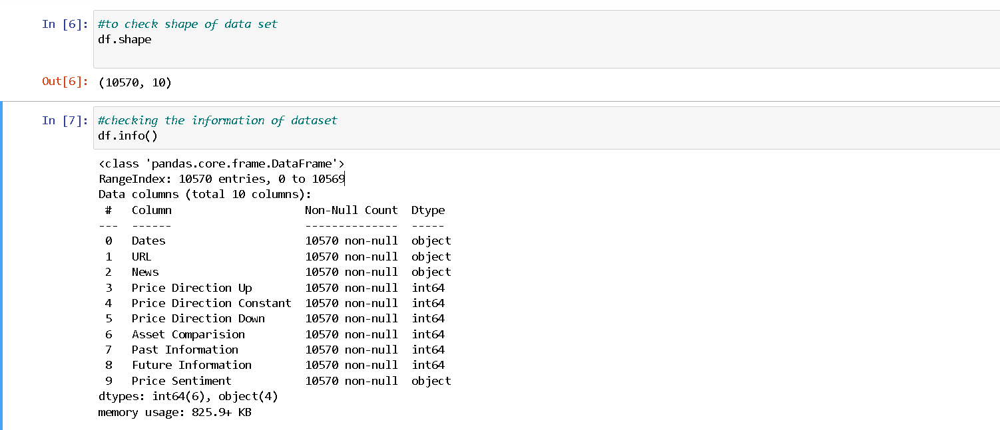 In [6]: #to check shape of data set
df.shape
Out[6]: (10570, 10)
In [7]: #checking the information of dataset
df.info()
<class 'pandas.core.frame.DataFrame'>
RangeIndex: 10570 entries, 0 to 10569
Data columns (total 10 columns):
 #   Column                    Non-Null Count  Dtype
---  ------                    --------------  -----
 0   Dates                     10570 non-null  object
 1   URL                       10570 non-null  object
 2   News                      10570 non-null  object
 3   Price Direction Up        10570 non-null  int64
 4   Price Direction Constant  10570 non-null  int64
 5   Price Direction Down      10570 non-null  int64
 6   Asset Comparision         10570 non-null  int64
 7   Past Information          10570 non-null  int64
 8   Future Information        10570 non-null  int64
 9   Price Sentiment           10570 non-null  object
dtypes: int64(6), object(4)
memory usage: 825.9+ KB